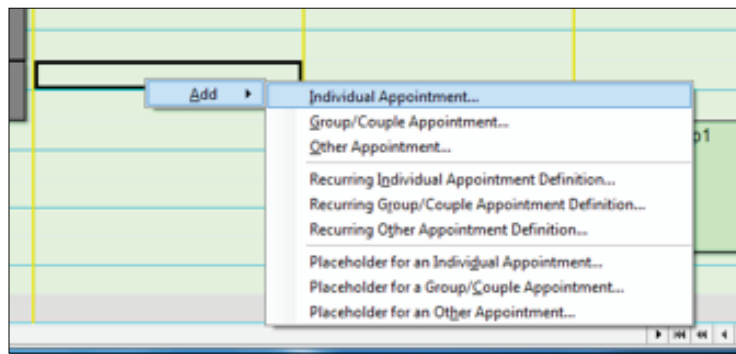 Add
Individual Appointment...
Group/Couple Appointment...
Other Appointment...
Recurring Individual Appointment Definition...
Recurring Group/Couple Appointment Definition...
Recurring Other Appointment Definition...
Placeholder for an Individual Appointment...
Placeholder for a Group/Couple Appointment...
Placeholder for an Other Appointment...